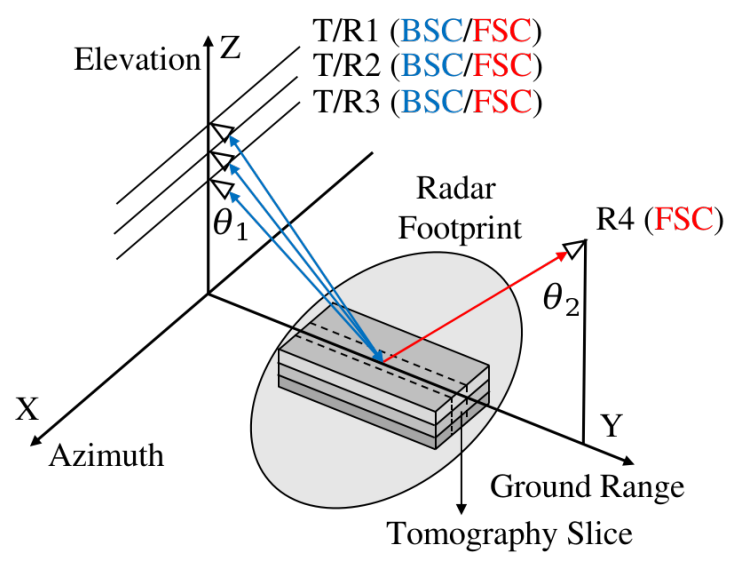 T/R1 (BSC/FSC)
Elevation Z
T/R2 (BSC/FSC)
T/R3 (BSC/FSC)
Radar
Footprint
R4 (FSC)
θ1
θ2
X
Y
Azimuth
Ground Range
Tomography Slice